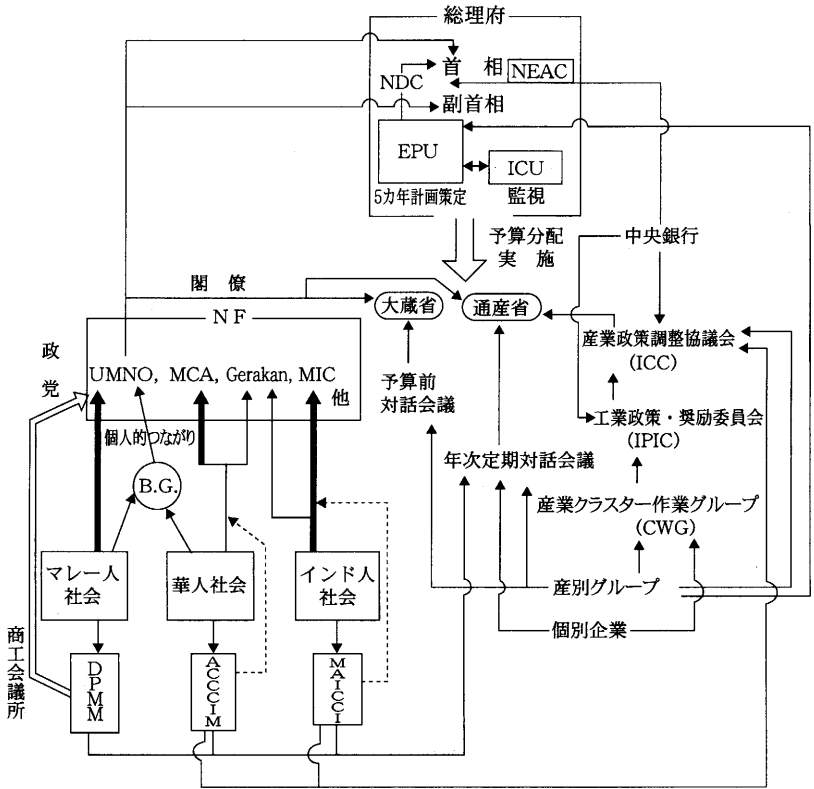 総理府
首 相
NEAC
NDC
副首相
EPU
ICU
5カ年計画策定
監視
予算分配
実 施
中央銀行
閣 僚
大蔵省
通産省
NF
政党
UMNO, MCA, Gerakan, MIC
他
産業政策調整協議会
(ICC)
予算前
対話会議
工業政策・奨励委員会
(IPIC)
個人的つながり
年次定期対話会議
B.G.
産業クラスター作業グループ
(CWG)
マレー人
社会
華人社会
インド人
社会
産別グループ
個別企業
商工会議所
DPMM
ACCCIM
MAICCI